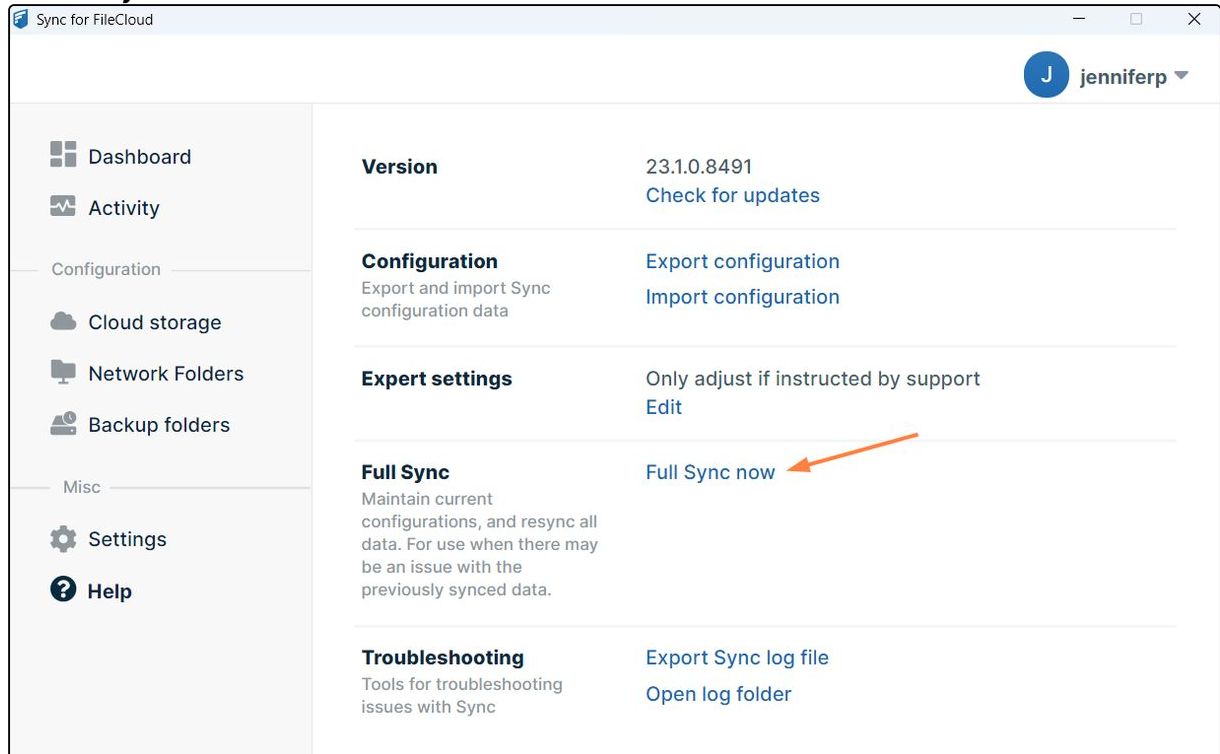 Sync for FileCloud
J jenniferp
Dashboard
Activity
Configuration
Cloud storage
Network Folders
Backup folders
Misc
Settings
Help
Version 23.1.0.8491
Check for updates
Configuration Export configuration
Export and import Sync
configuration data
Import configuration
Expert settings Only adjust if instructed by support
Edit
Full Sync Full Sync now
Maintain current
configurations, and resync all
data. For use when there may
be an issue with the
previously synced data.
Troubleshooting Export Sync log file
Tools for troubleshooting
issues with Sync
Open log folder